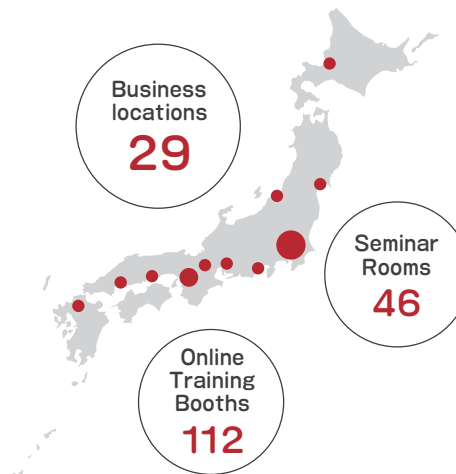 Business
locations
29
Seminar
Rooms
46
Online
Training
Booths
112